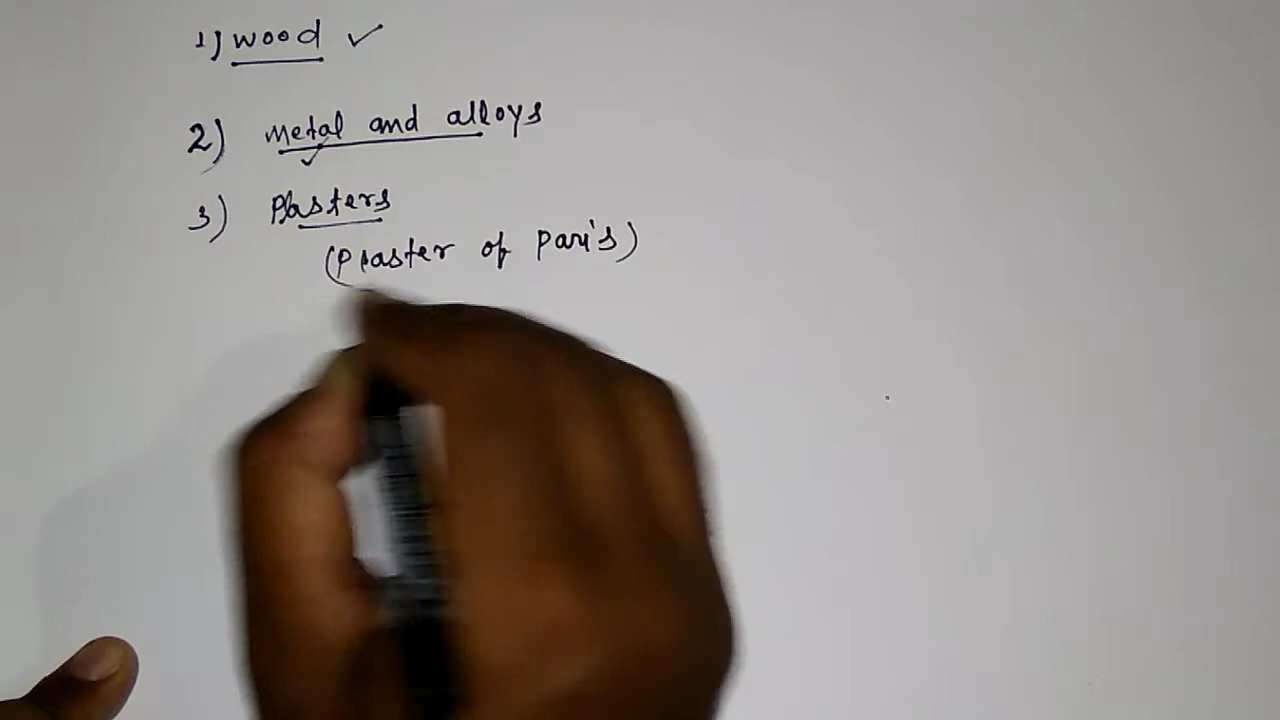 1) wood ✓
2) metal and alloys
3) Plasters
(Plaster of paris)